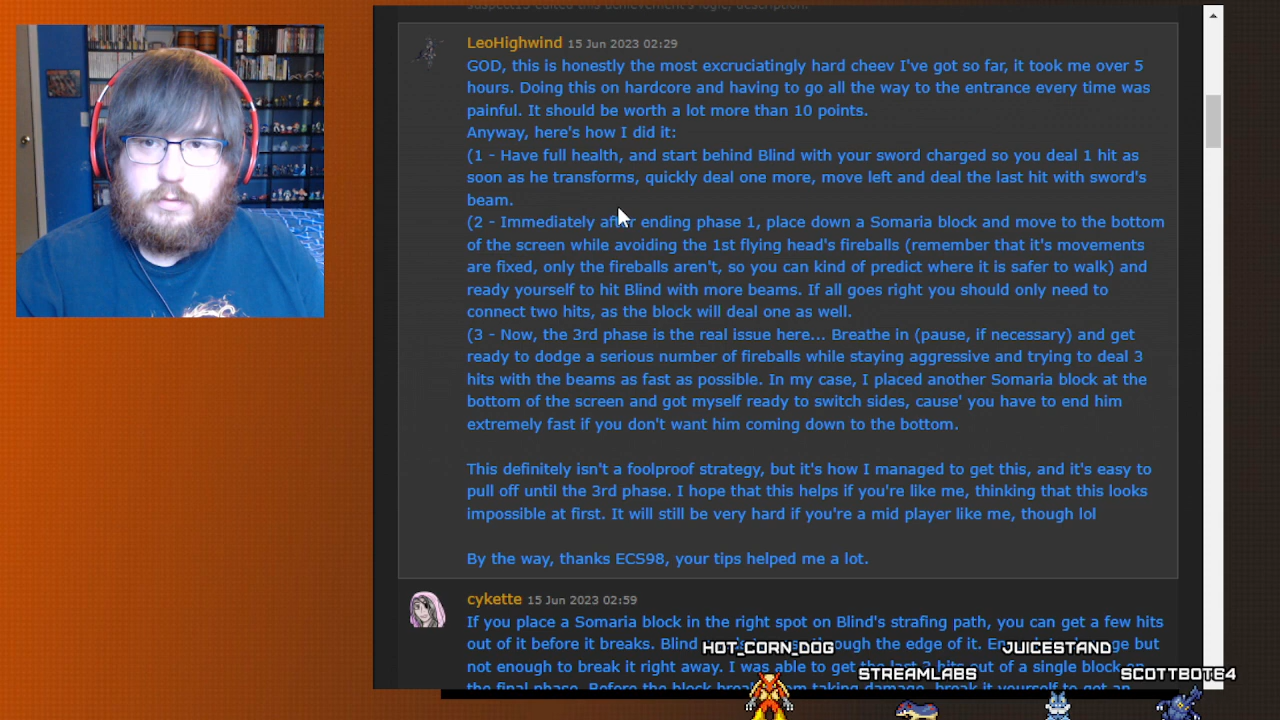 LeoHighwind 15 Jun 2023 02:29
GOD, this is honestly the most excruciatingly hard cheev I've got so far, it took me over 5
hours. Doing this on hardcore and having to go all the way to the entrance every time was
painful. It should be worth a lot more than 10 points.
Anyway, here's how I did it:
(1 - Have full health, and start behind Blind with your sword charged so you deal 1 hit as
soon as he transforms, quickly deal one more, move left and deal the last hit with sword's
beam.
(2 - Immediately after ending phase 1, place down a Somaria block and move to the bottom
of the screen while avoiding the 1st flying head's fireballs (remember that it's movements
are fixed, only the fireballs aren't, so you can kind of predict where it is safer to walk) and
ready yourself to hit Blind with more beams. If all goes right you should only need to
connect two hits, as the block will deal one as well.
(3 - Now, the 3rd phase is the real issue here... Breathe in (pause, if necessary) and get
ready to dodge a serious number of fireballs while staying aggressive and trying to deal 3
hits with the beams as fast as possible. In my case, I placed another Somaria block at the
bottom of the screen and got myself ready to switch sides, cause' you have to end him
extremely fast if you don't want him coming down to the bottom.
This definitely isn't a foolproof strategy, but it's how I managed to get this, and it's easy to
pull off until the 3rd phase. I hope that this helps if you're like me, thinking that this looks
impossible at first. It will still be very hard if you're a mid player like me, though lol
By the way, thanks ECS98, your tips helped me a lot.
cykette 15 Jun 2023 02:59
If you place a Somaria block in the right spot on Blind's strafing path, you can get a few hits
out of it before it breaks. Blind through the edge of it. but
not enough to break it right away. I was able to get the last 3 hits out of a single block on
HOT_CORN_DOG
JUICESTAND
STREAMLABS
SCOTTBOT64